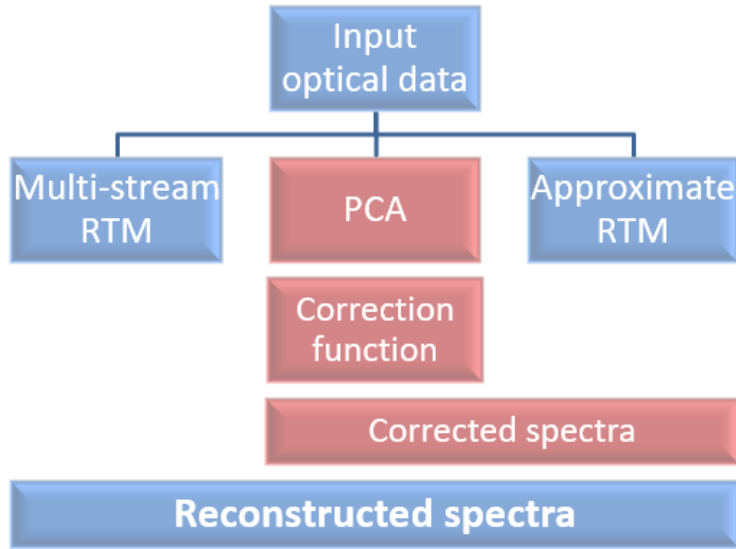 Input
optical data
Multi-stream
RTM
PCA
Approximate
RTM
Correction
function
Corrected spectra
Reconstructed spectra